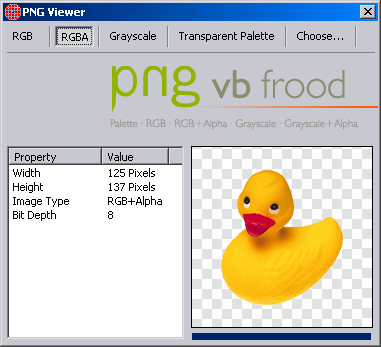 PNG Viewer
RGB RGBA Grayscale Transparent Palette Choose...
png vb frood
Palette · RGB · RGB+Alpha · Grayscale · Grayscale+Alpha
Property Value
Width 125 Pixels
Height 137 Pixels
Image Type RGB+Alpha
Bit Depth 8